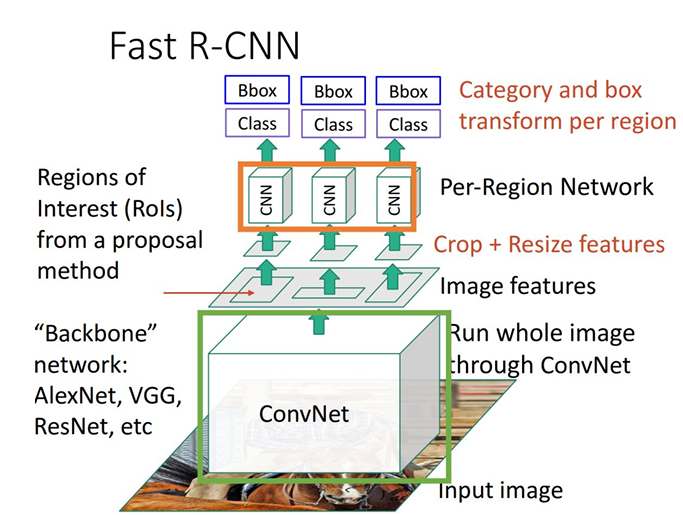 Fast R-CNN
Bbox
Bbox
Bbox
Class
Class
Class
Category and box
transform per region
Regions of
Interest (RoIs)
from a proposal
method
CNN
CNN
CNN
Per-Region Network
Crop + Resize features
Image features
"Backbone"
network:
AlexNet, VGG,
ResNet, etc
ConvNet
Run whole image
through ConvNet
Input image